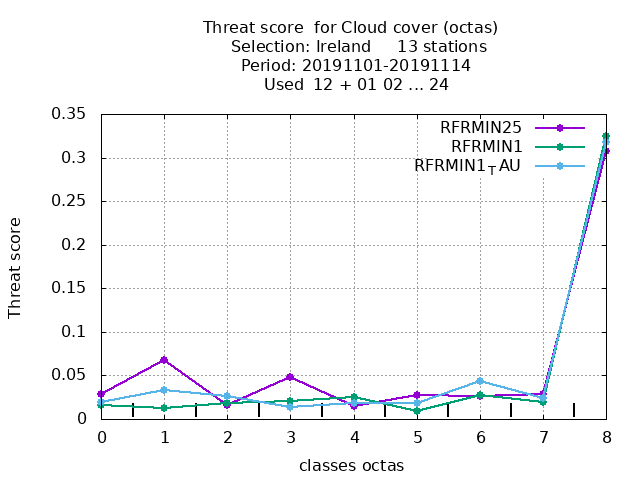 Threat score  for Cloud cover (octas)
Selection: Ireland     13 stations
Period: 20191101-20191114
Used  12 + 01 02 ... 24
RFRMIN25
RFRMIN1
RFRMIN1TAU
Threat score
0.35
0.3
0.25
0.2
0.15
0.1
0.05
0
0 1 2 3 4 5 6 7 8
classes octas